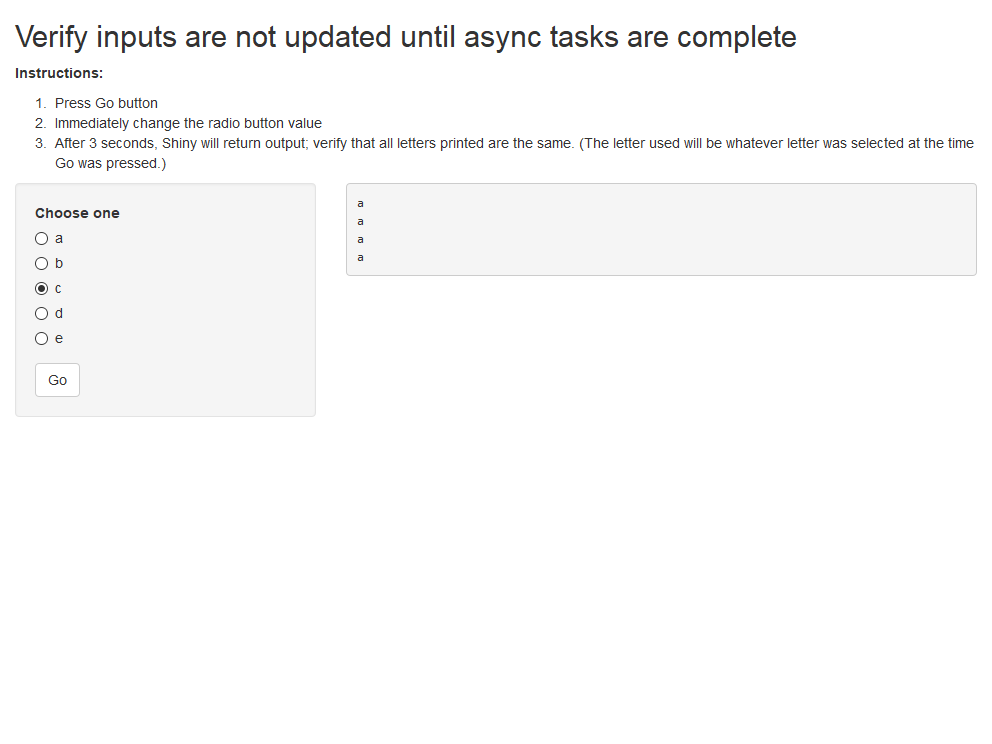 Verify inputs are not updated until async tasks are complete
Instructions:
1. Press Go button
2. Immediately change the radio button value
3. After 3 seconds, Shiny will return output; verify that all letters printed are the same. (The letter used will be whatever letter was selected at the time
Go was pressed.)
Choose one
a
b
c
d
e
Go
a
a
a
a